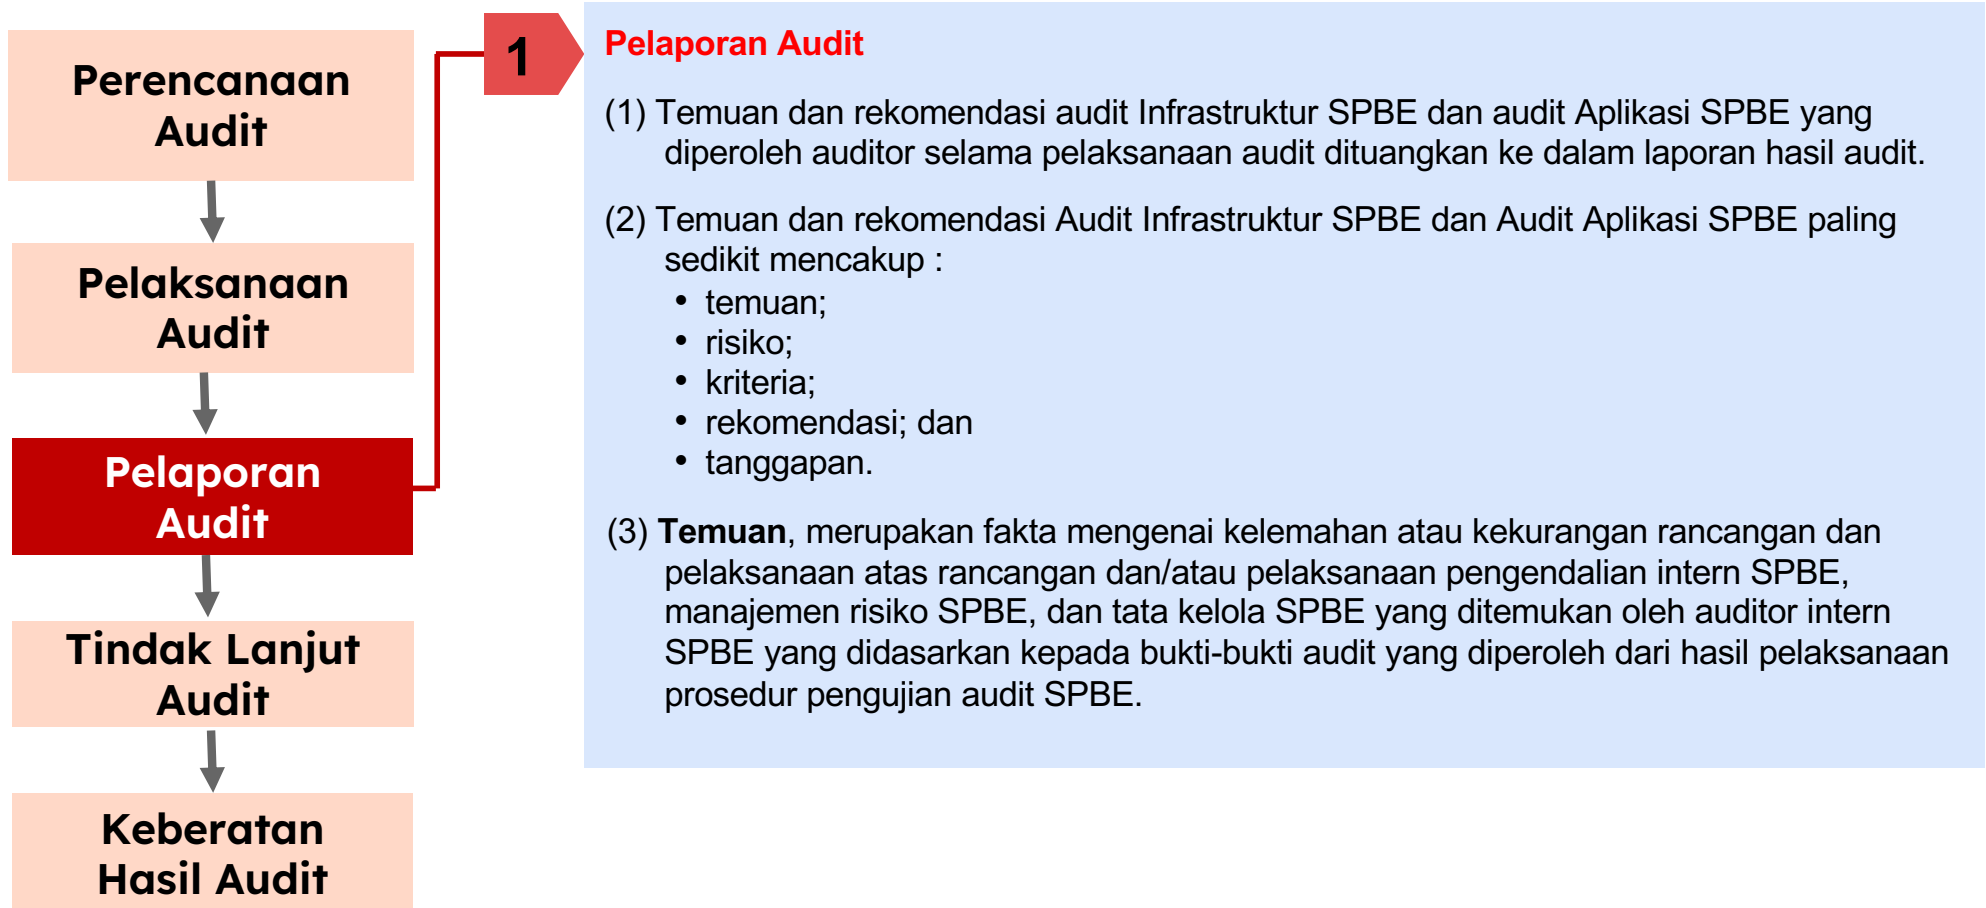 Perencanaan
Audit
Pelaksanaan
Audit
Pelaporan
Audit
Tindak Lanjut
Audit
Keberatan
Hasil Audit
1
Pelaporan Audit
(1) Temuan dan rekomendasi audit Infrastruktur SPBE dan audit Aplikasi SPBE yang
diperoleh auditor selama pelaksanaan audit dituangkan ke dalam laporan hasil audit.
(2) Temuan dan rekomendasi Audit Infrastruktur SPBE dan Audit Aplikasi SPBE paling
sedikit mencakup :
• temuan;
• risiko;
• kriteria;
• rekomendasi; dan
• tanggapan.
(3) Temuan, merupakan fakta mengenai kelemahan atau kekurangan rancangan dan
pelaksanaan atas rancangan dan/atau pelaksanaan pengendalian intern SPBE,
manajemen risiko SPBE, dan tata kelola SPBE yang ditemukan oleh auditor intern
SPBE yang didasarkan kepada bukti-bukti audit yang diperoleh dari hasil pelaksanaan
prosedur pengujian audit SPBE.